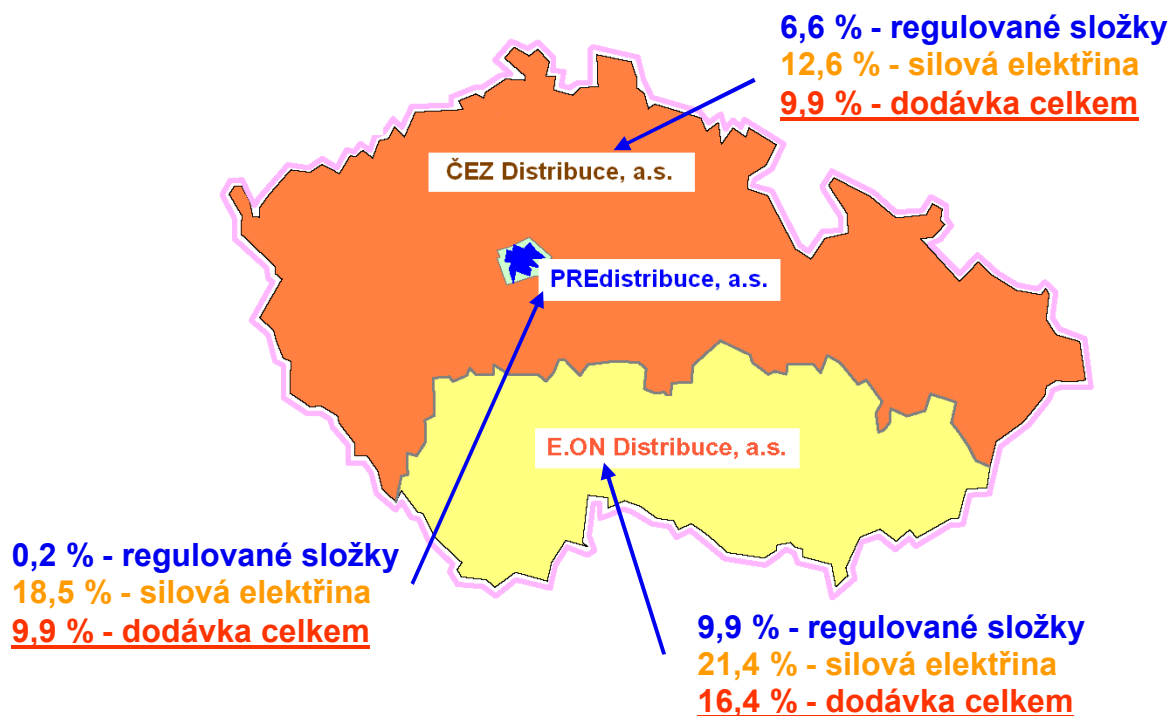 6,6 % - regulované složky
12,6 % - silová elektřina
9,9 % - dodávka celkem
ČEZ Distribuce, a.s.
PREdistribuce, a.s.
E.ON Distribuce, a.s.
0,2 % - regulované složky
18,5 % - silová elektřina
9,9 % - dodávka celkem
9,9 % - regulované složky
21,4 % - silová elektřina
16,4 % - dodávka celkem